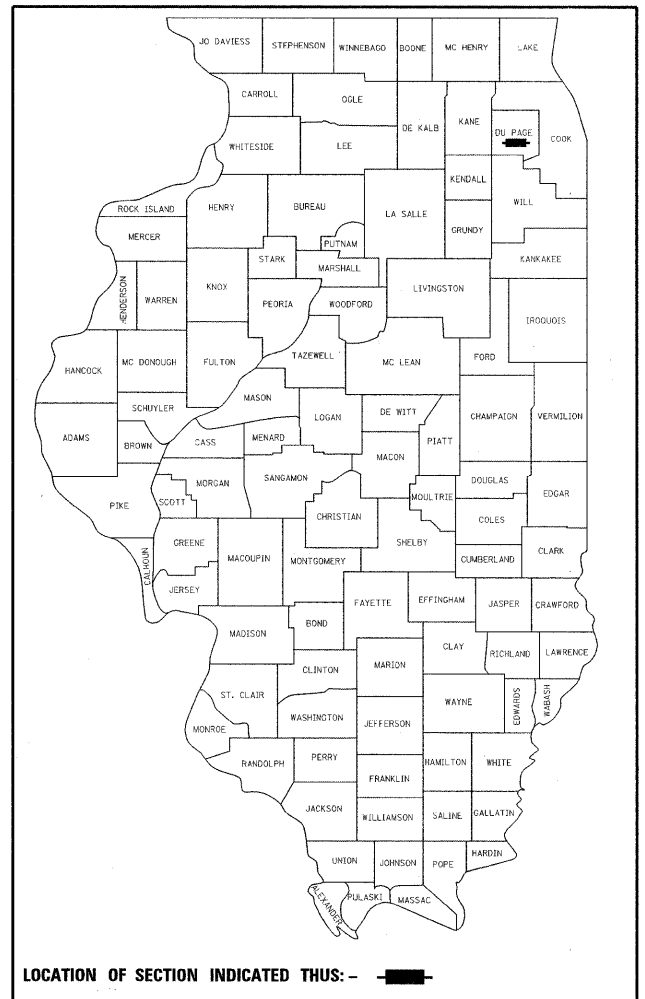 JO DAVIESS
STEPHENSON
WINNEBAGO
BOONE
MC HENRY
LAKE
CARROLL
OGLE
DE KALB
KANE
DU PAGE
COOK
WHITESIDE
LEE
KENDALL
WILL
ROCK ISLAND
HENRY
BUREAU
LA SALLE
GRUNDY
MERCER
PUTNAM
STARK
MARSHALL
KANKAKEE
HENDERSON
WARREN
KNOX
PEORIA
WOODFORD
LIVINGSTON
IROQUOIS
HANCOCK
MC DONOUGH
FULTON
TAZEWELL
MC LEAN
FORD
SCHUYLER
MASON
LOGAN
DE WITT
CHAMPAIGN
VERMILION
ADAMS
BROWN
CASS
MENARD
MACON
PIATT
PIKE
SCOTT
MORGAN
SANGAMON
CHRISTIAN
MOULTRIE
DOUGLAS
EDGAR
COLES
GREENE
MACOUPIN
MONTGOMERY
SHELBY
CUMBERLAND
CLARK
CALHOUN
JERSEY
FAYETTE
EFFINGHAM
JASPER
CRAWFORD
MADISON
BOND
CLAY
RICHLAND
LAWRENCE
CLINTON
MARION
ST. CLAIR
WAYNE
EDWARDS
WABASH
MONROE
WASHINGTON
JEFFERSON
RANDOLPH
PERRY
HAMILTON
WHITE
FRANKLIN
JACKSON
WILLIAMSON
SALINE
GALLATIN
UNION
JOHNSON
POPE
HARDIN
ALEXANDER
PULASKI
MASSAC
LOCATION OF SECTION INDICATED THUS: -